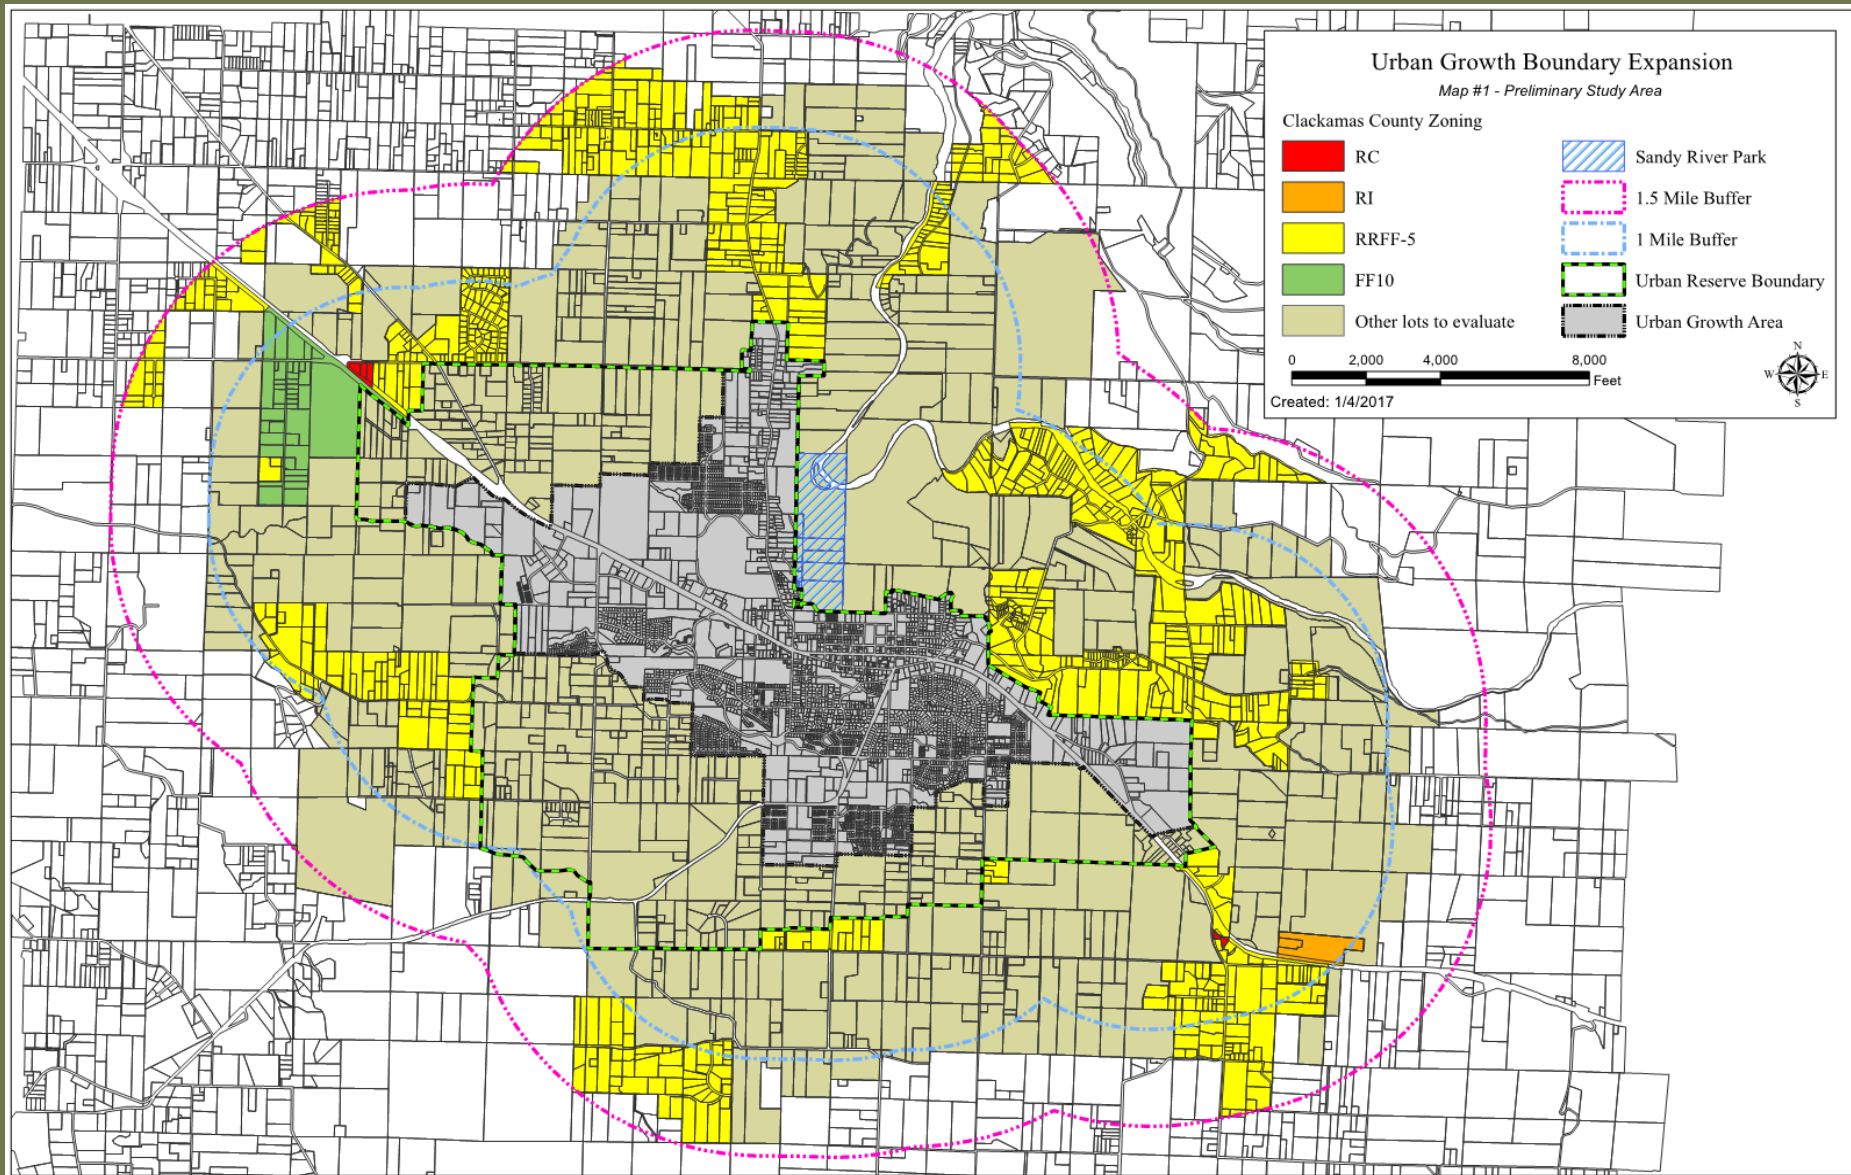 Urban Growth Boundary Expansion
Map #1 - Preliminary Study Area
Clackamas County Zoning
RC
RI
RRFF-5
FF10
Other lots to evaluate
Sandy River Park
1.5 Mile Buffer
1 Mile Buffer
Urban Reserve Boundary
Urban Growth Area
0 2,000 4,000 8,000
Feet
Created: 1/4/2017
N
W E
S